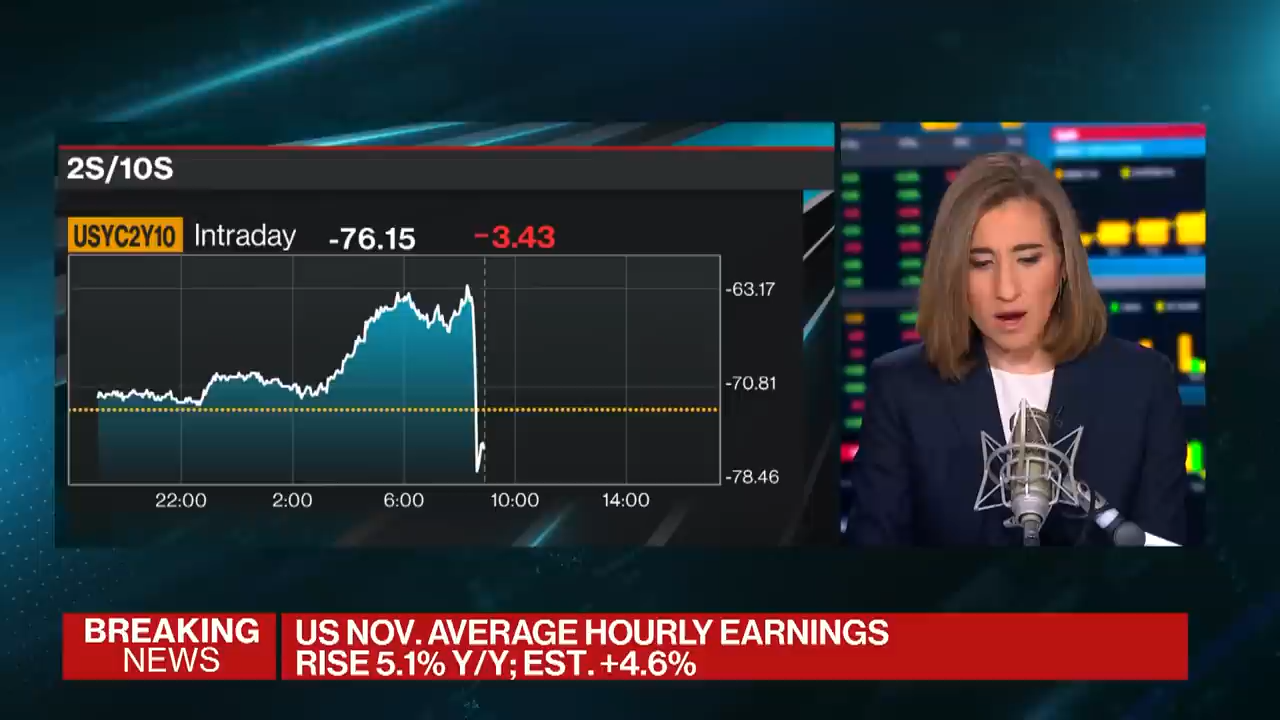 2S/10S
USYC2Y10 Intraday -76.15 -3.43
-63.17
-70.81
-78.46
22:00 2:00 6:00 10:00 14:00
BREAKING
NEWS
US NOV. AVERAGE HOURLY EARNINGS
RISE 5.1% Y/Y; EST. +4.6%